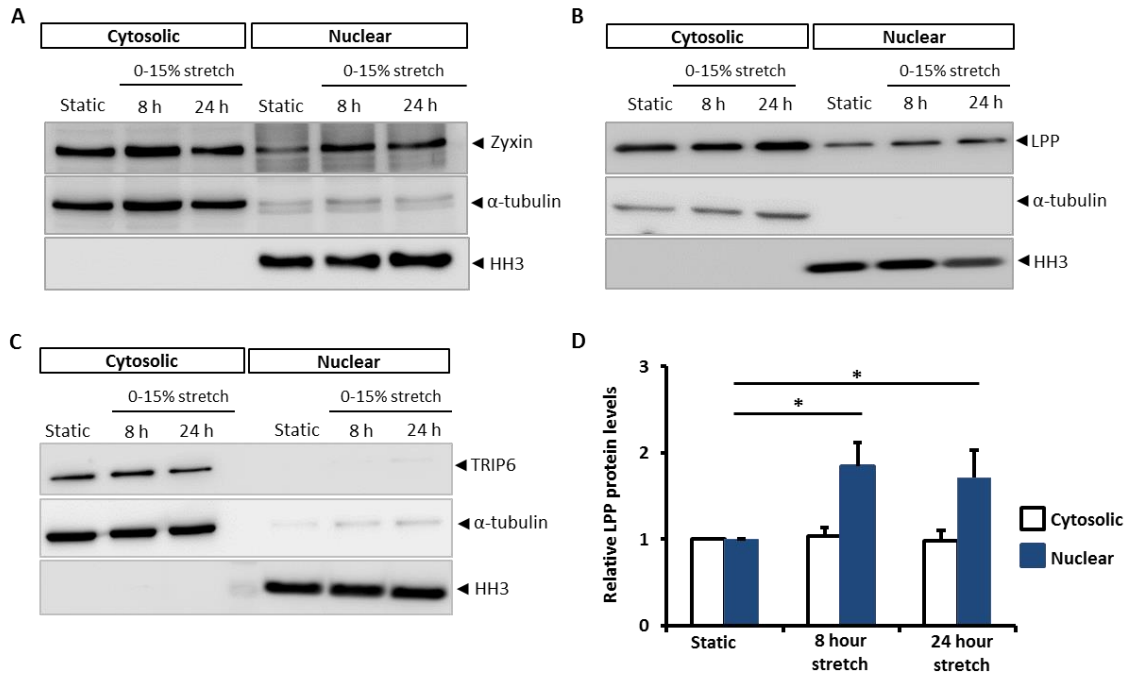 A
Cytosolic Nuclear
0-15% stretch 0-15% stretch
Static 8 h 24 h Static 8 h 24 h
Zyxin
α-tubulin
HH3
B
Cytosolic Nuclear
0-15% stretch 0-15% stretch
Static 8 h 24 h Static 8 h 24 h
LPP
α-tubulin
HH3
C
Cytosolic Nuclear
0-15% stretch 0-15% stretch
Static 8 h 24 h Static 8 h 24 h
TRIP6
α-tubulin
HH3
D
Relative LPP protein levels
3
2
1
0
*
*
Static 8 hour 24 hour
stretch stretch
Cytosolic
Nuclear